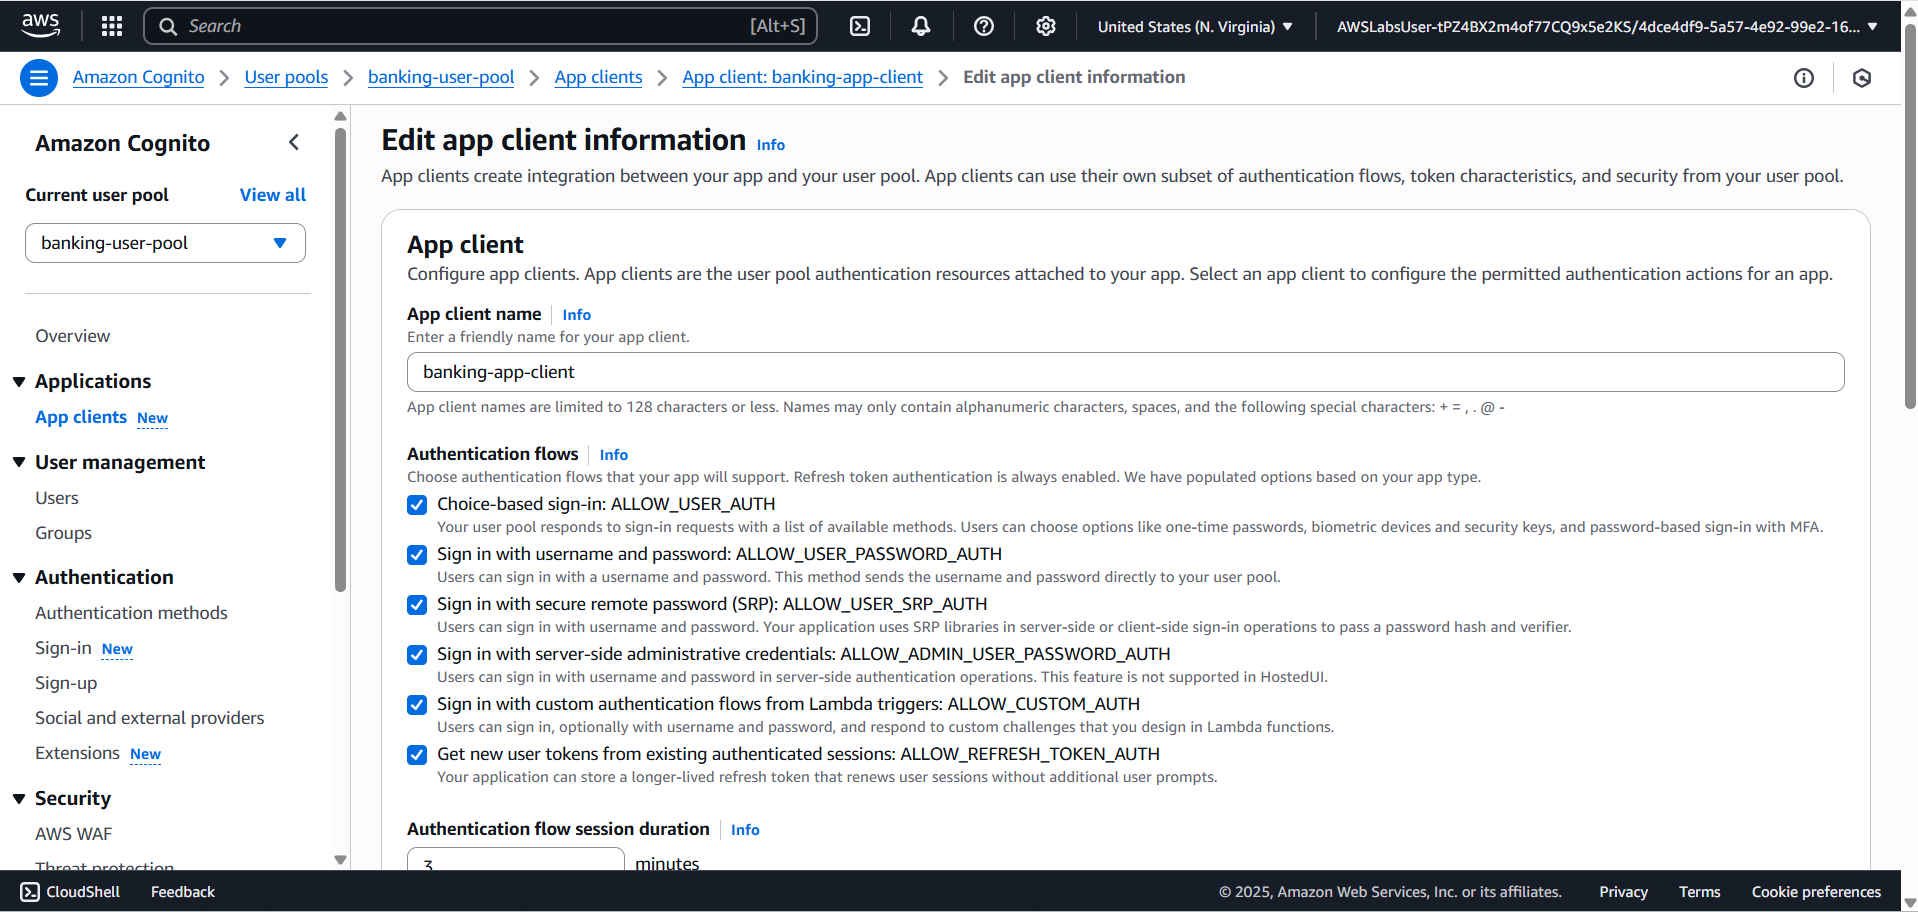 aws
Search [Alt+S]
United States (N. Virginia)
AWSLabsUser-tPZ4BX2m4of77CQ9x5e2KS/4dce4df9-5a57-4e92-99e2-16...
Amazon Cognito > User pools > banking-user-pool > App clients > App client: banking-app-client > Edit app client information
Amazon Cognito
Current user pool View all
banking-user-pool
Overview
Applications
App clients New
User management
Users
Groups
Authentication
Authentication methods
Sign-in New
Sign-up
Social and external providers
Extensions New
Security
AWS WAF
Threat protection
Edit app client information Info
App clients create integration between your app and your user pool. App clients can use their own subset of authentication flows, token characteristics, and security from your user pool.
App client
Configure app clients. App clients are the user pool authentication resources attached to your app. Select an app client to configure the permitted authentication actions for an app.
App client name Info
Enter a friendly name for your app client.
banking-app-client
App client names are limited to 128 characters or less. Names may only contain alphanumeric characters, spaces, and the following special characters: + = , . @ -
Authentication flows Info
Choose authentication flows that your app will support. Refresh token authentication is always enabled. We have populated options based on your app type.
Choice-based sign-in: ALLOW_USER_AUTH
Your user pool responds to sign-in requests with a list of available methods. Users can choose options like one-time passwords, biometric devices and security keys, and password-based sign-in with MFA.
Sign in with username and password: ALLOW_USER_PASSWORD_AUTH
Users can sign in with a username and password. This method sends the username and password directly to your user pool.
Sign in with secure remote password (SRP): ALLOW_USER_SRP_AUTH
Users can sign in with username and password. Your application uses SRP libraries in server-side or client-side sign-in operations to pass a password hash and verifier.
Sign in with server-side administrative credentials: ALLOW_ADMIN_USER_PASSWORD_AUTH
Users can sign in with username and password in server-side authentication operations. This feature is not supported in HostedUI.
Sign in with custom authentication flows from Lambda triggers: ALLOW_CUSTOM_AUTH
Users can sign in, optionally with username and password, and respond to custom challenges that you design in Lambda functions.
Get new user tokens from existing authenticated sessions: ALLOW_REFRESH_TOKEN_AUTH
Your application can store a longer-lived refresh token that renews user sessions without additional user prompts.
Authentication flow session duration Info
3 minutes
CloudShell Feedback
© 2025, Amazon Web Services, Inc. or its affiliates. Privacy Terms Cookie preferences